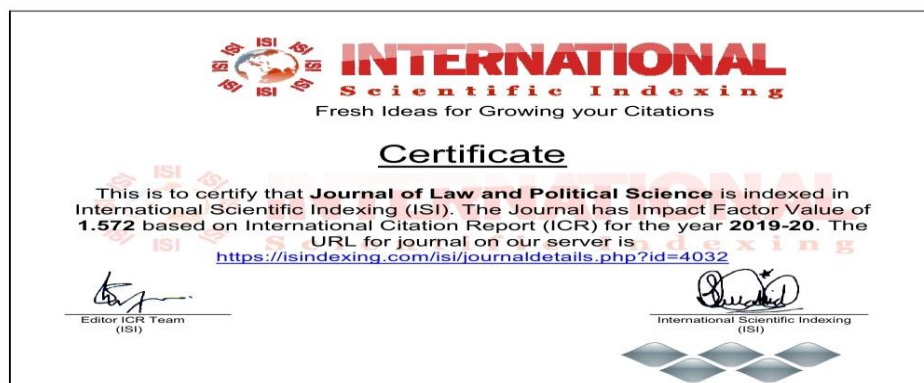 ISI ISI ISI ISI ISI ISI ISI ISI
INTERNATIONAL
Scientific Indexing
Fresh Ideas for Growing your Citations
Certificate
This is to certify that Journal of Law and Political Science is indexed in
International Scientific Indexing (ISI). The Journal has Impact Factor Value of
1.572 based on International Citation Report (ICR) for the year 2019-20. The
URL for journal on our server is
https://isindexing.com/isi/journaldetails.php?id=4032
Editor ICR Team
(ISI)
International Scientific Indexing
(ISI)